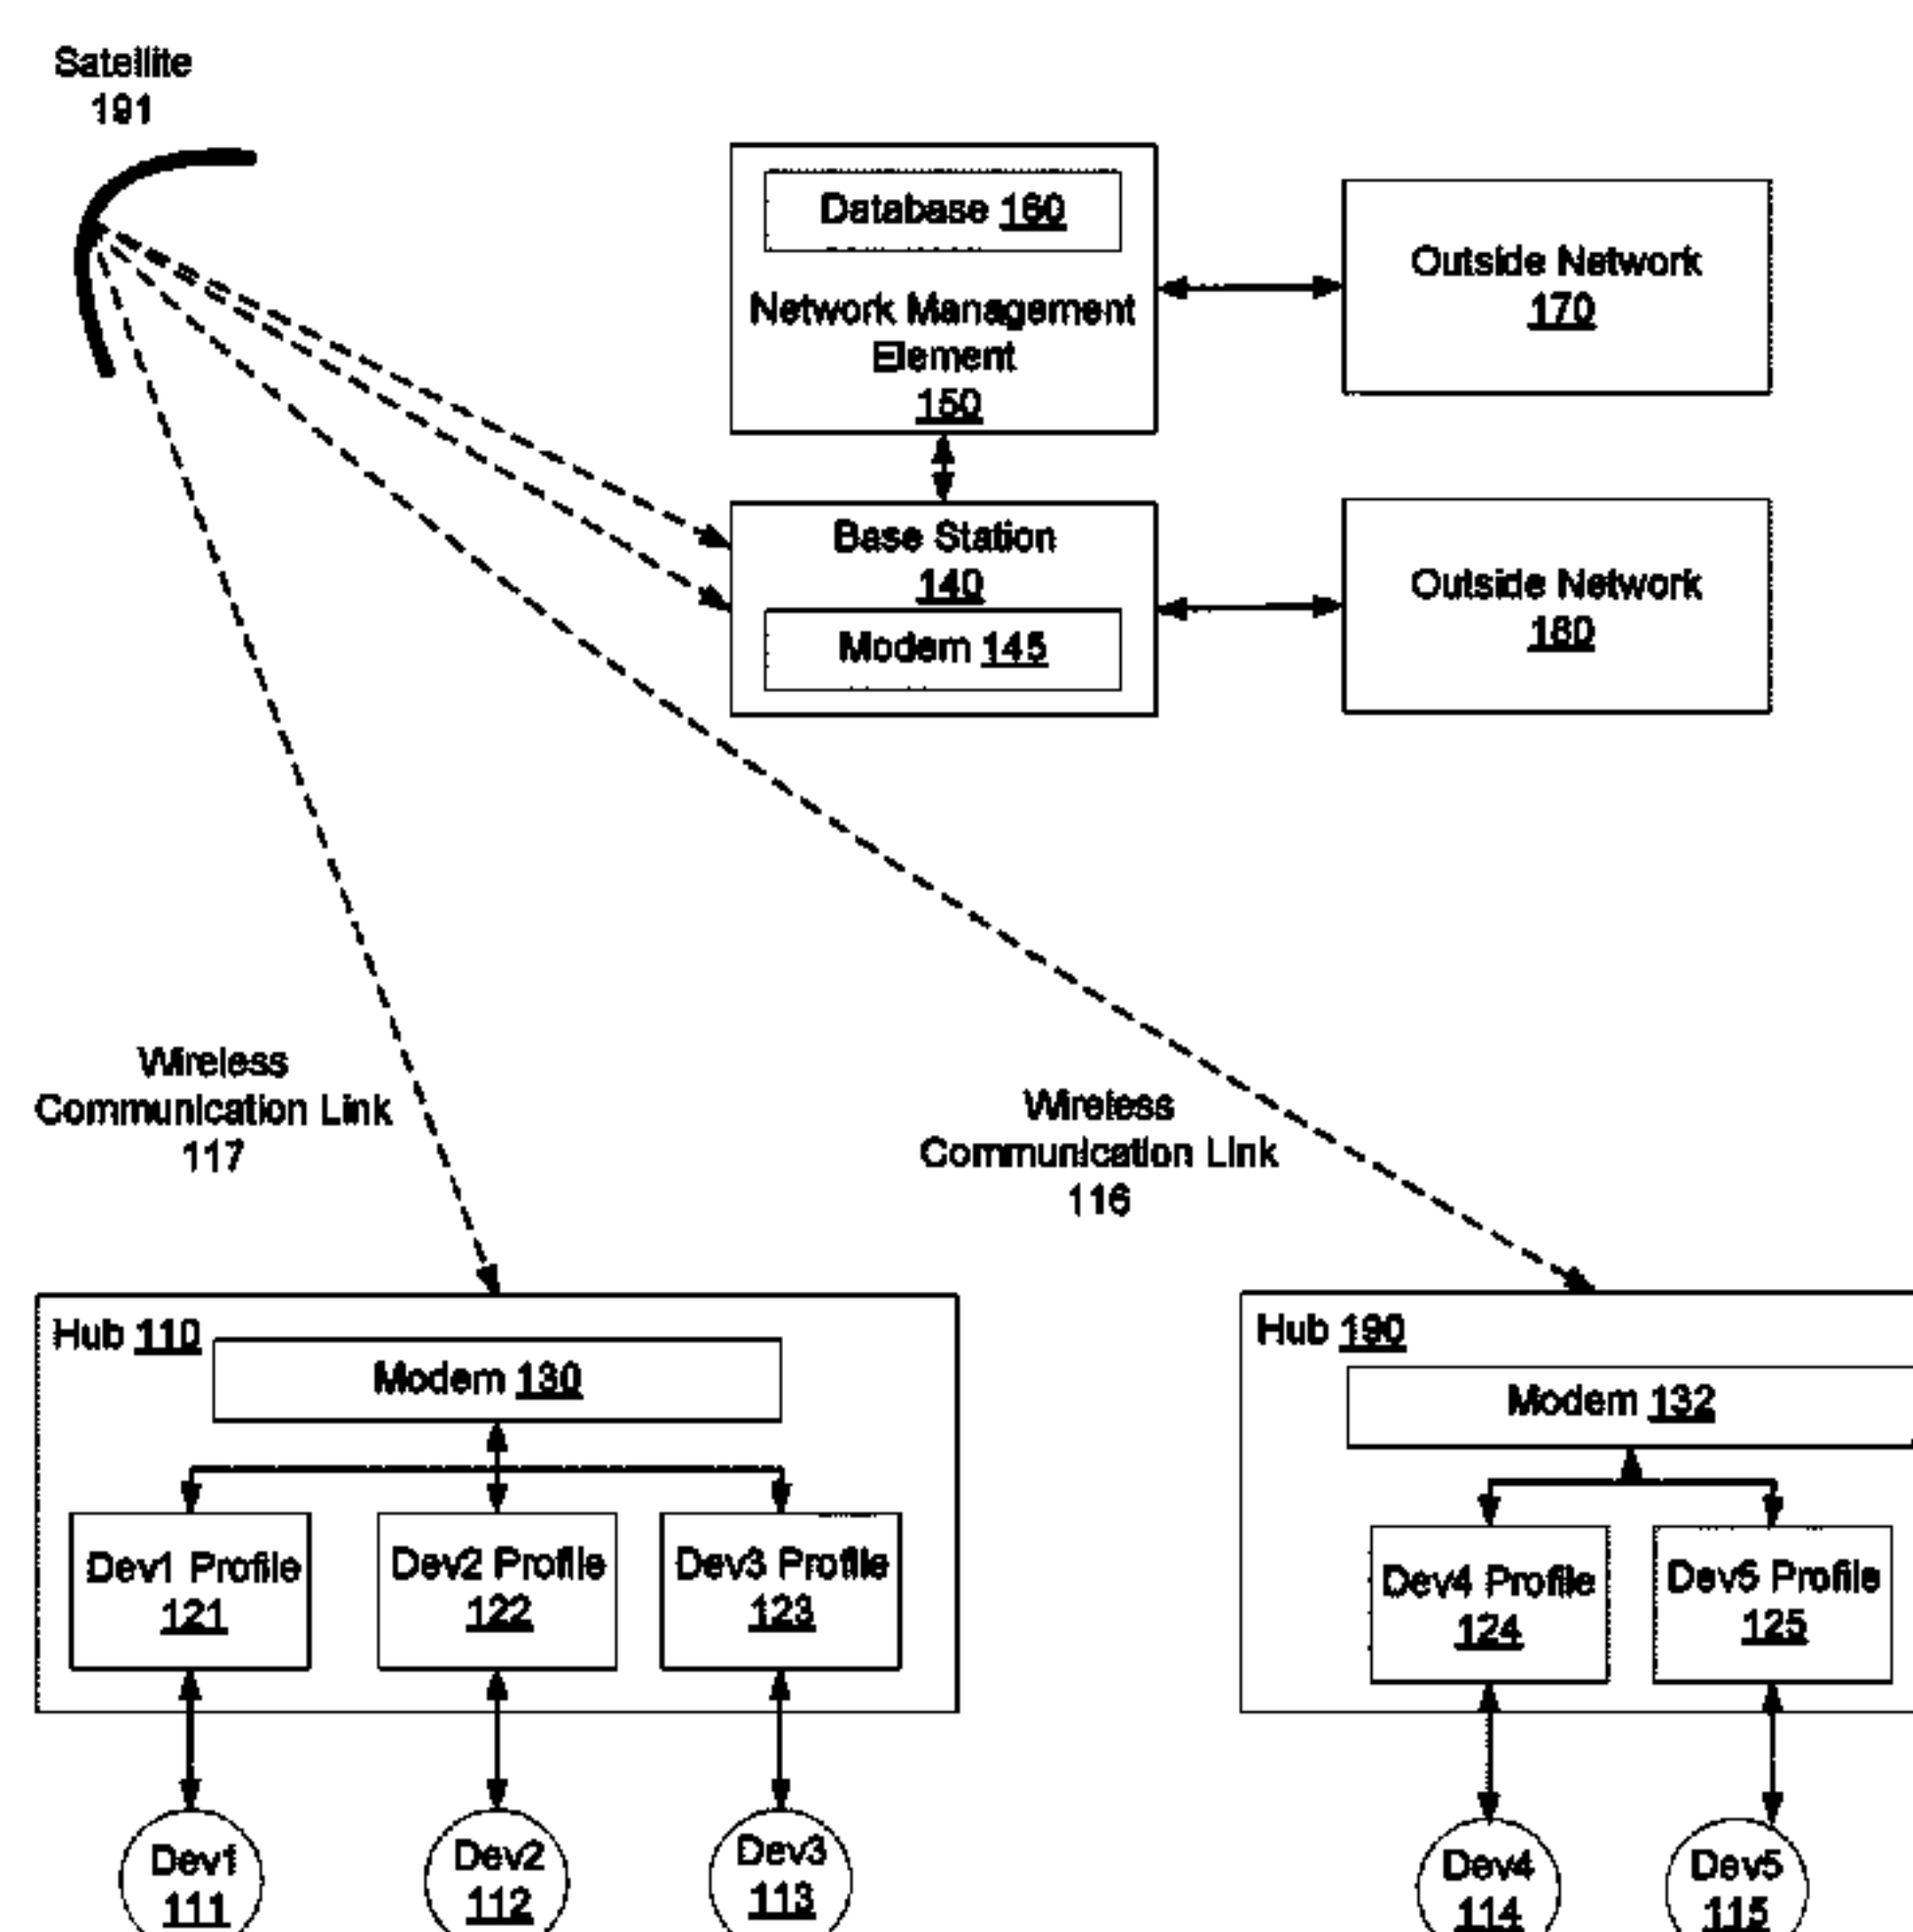 Satellite
191
Database 160
Network Management
Element
150
Outside Network
170
Base Station
140
Modem 145
Outside Network
180
Wireless
Communication Link
117
Wireless
Communication Link
116
Hub 110
Modem 130
Dev1 Profile
121
Dev2 Profile
122
Dev3 Profile
123
Hub 190
Modem 132
Dev4 Profile
124
Dev5 Profile
125
Dev1
111
Dev2
112
Dev3
113
Dev4
114
Dev5
115